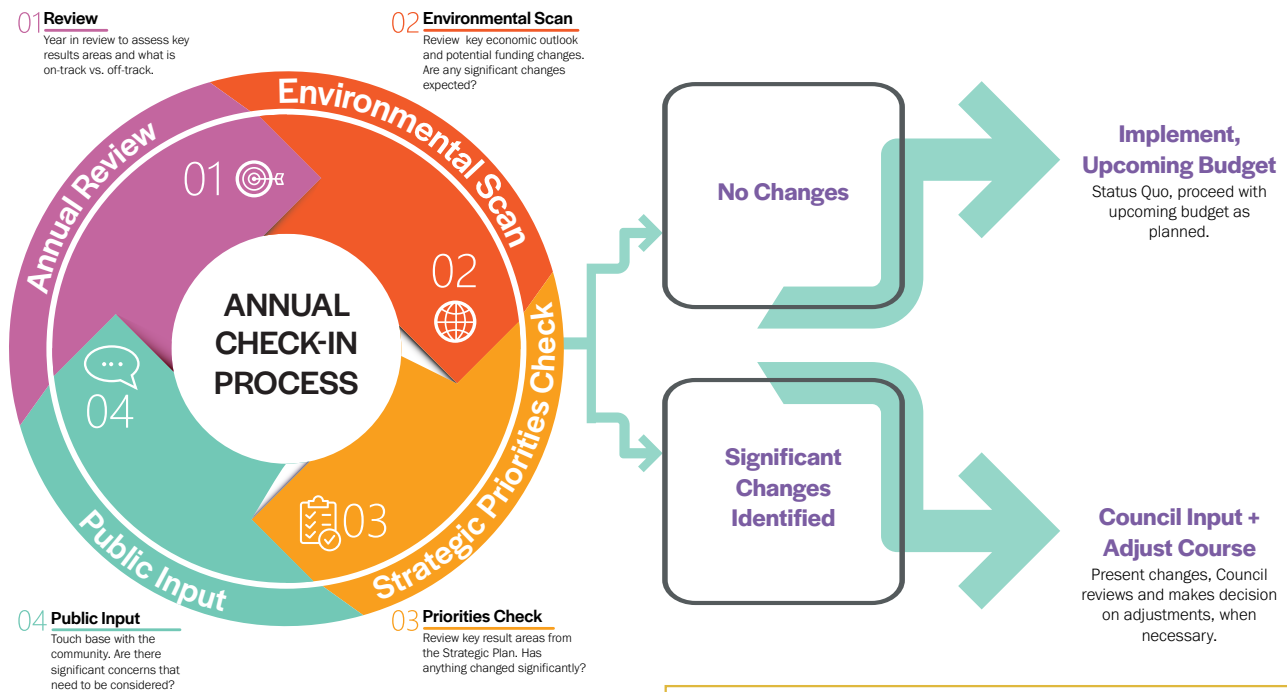 01 Review
Year in review to assess key
results areas and what is
on-track vs. off-track.
02 Environmental Scan
Review key economic outlook
and potential funding changes.
Are any significant changes
expected?
Annual Review
Environmental Scan
Strategic Priorities Check
Public Input
01
02
03
04
ANNUAL
CHECK-IN
PROCESS
04 Public Input
Touch base with the
community. Are there
significant concerns that
need to be considered?
03 Priorities Check
Review key result areas from
the Strategic Plan. Has
anything changed significantly?
No Changes
Implement,
Upcoming Budget
Status Quo, proceed with
upcoming budget as
planned.
Significant
Changes
Identified
Council Input +
Adjust Course
Present changes, Council
reviews and makes decision
on adjustments, when
necessary.